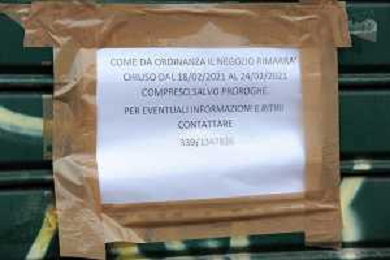 COME DA ORDINANZA IL NEGOZIO RIMARRA'
CHIUSO DAL 18/02/2021 AL 24/02/2021
COMPRESO, SALVO PROROGHE.
PER EVENTUALI INFORMAZIONI E RITIRI
CONTATTARE